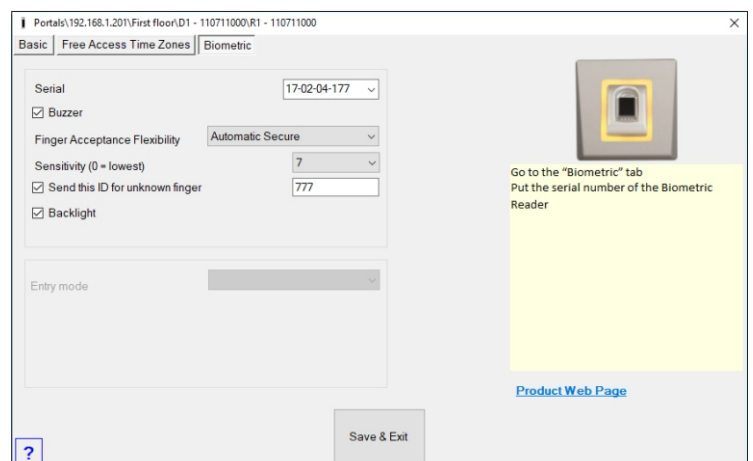 Portals\192.168.1.201\First floor\D1 - 110711000\R1 - 110711000
Basic Free Access Time Zones Biometric
Serial 17-02-04-177
Buzzer
Finger Acceptance Flexibility Automatic Secure
Sensitivity (0 = lowest) 7
Send this ID for unknown finger 777
Backlight
Entry mode
Go to the “Biometric” tab
Put the serial number of the Biometric
Reader
Product Web Page
Save & Exit
?